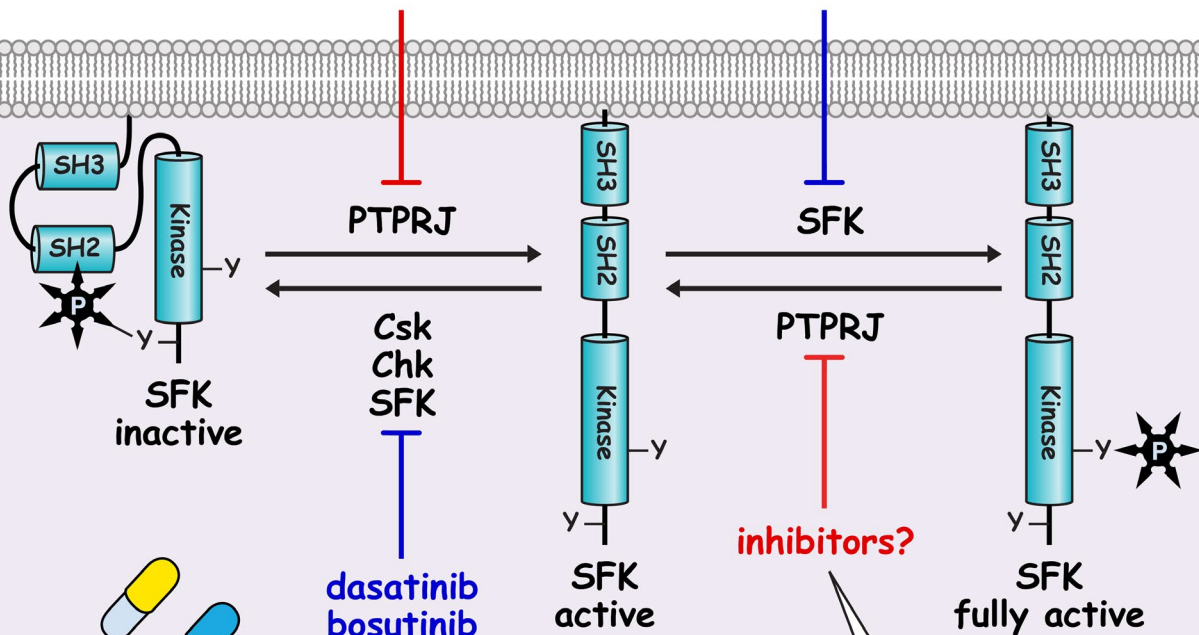 SH3
SH2
Kinase
Y
P
Y
SFK
inactive
PTPRJ
Csk
Chk
SFK
dasatinib
bosutinib
SH3
SH2
Kinase
Y
Y
SFK
active
SFK
PTPRJ
inhibitors?
SH3
SH2
Kinase
Y
P
Y
SFK
fully active